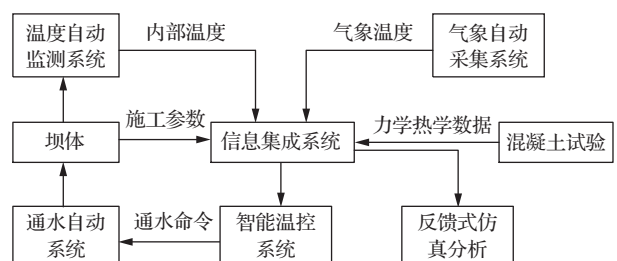 温度自动
监测系统
内部温度
气象温度
气象自动
采集系统
坝体
施工参数
信息集成系统
力学热学数据
混凝土试验
通水自动
系统
通水命令
智能温控
系统
反馈式仿
真分析